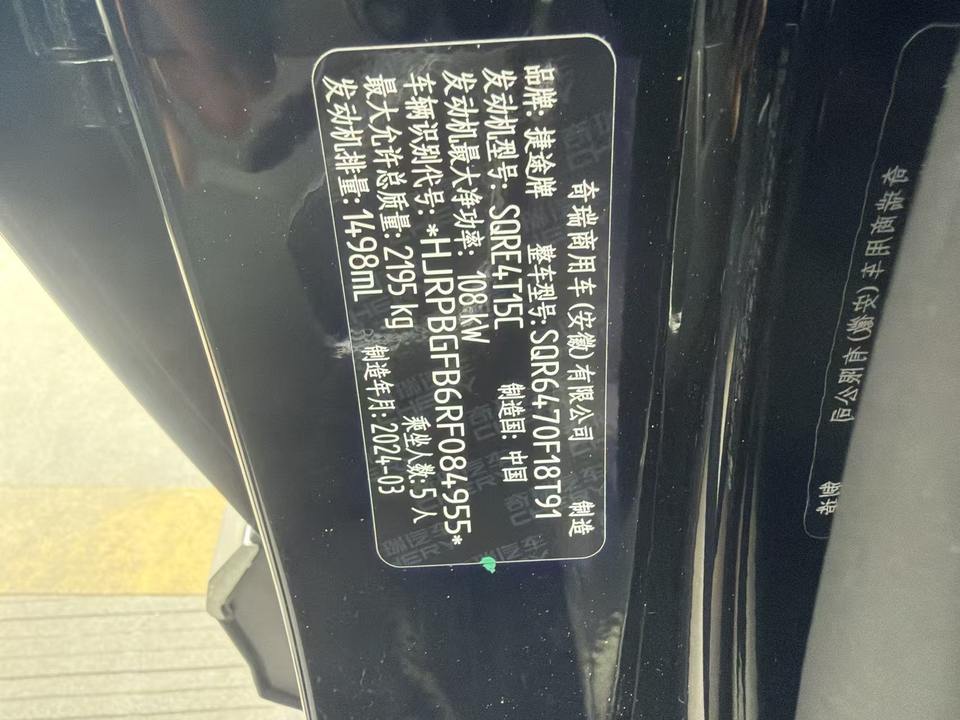 奇瑞商用车(安徽)有限公司 制造
品牌: 捷途牌 整车型号: SQR6470F18T91
发动机型号: SQRE4T15C 制造国: 中国
发动机最大净功率: 108 kW
车辆识别代号: *HJRPBGFB6RF084955*
最大允许总质量: 2195 kg 乘坐人数: 5 人
发动机排量: 1498mL 制造年月: 2024-03